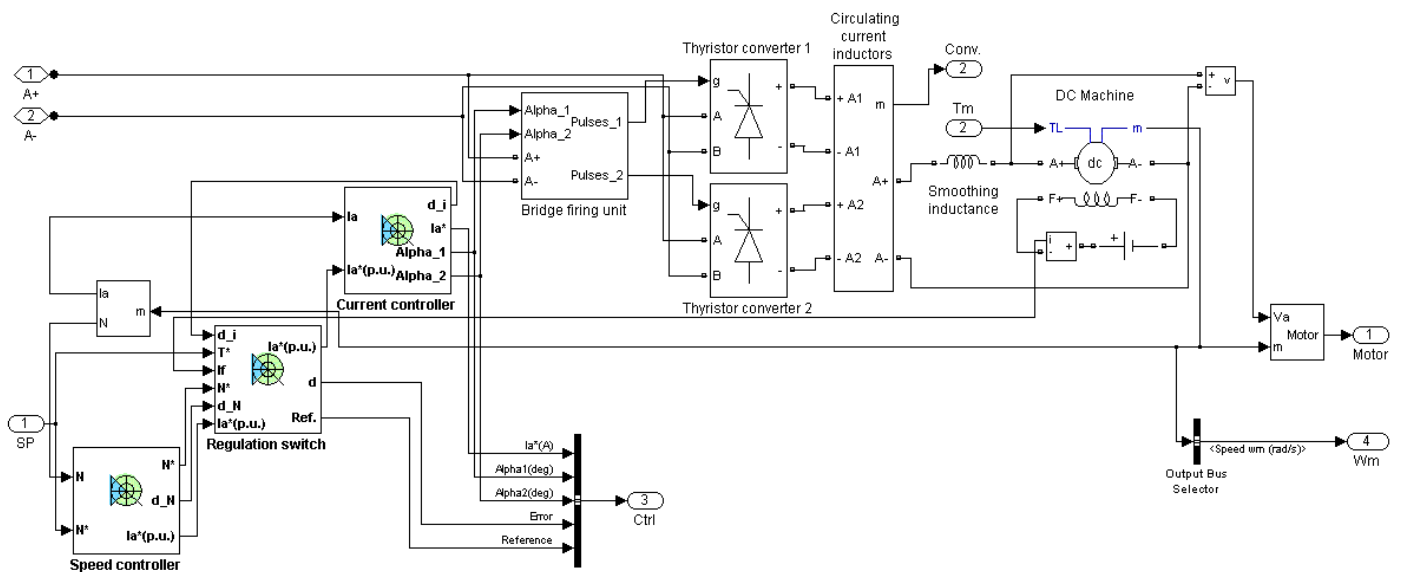 1
A+
2
A-
Alpha_1
Alpha_2
A+
A-
Pulses_1
Pulses_2
Bridge firing unit
Thyristor converter 1
g
A
B
+
-
Thyristor converter 2
g
A
B
+
-
Circulating
current
inductors
+ A1
- A1
+ A2
- A2
m
A+
A-
Conv.
2
Tm
2
Smoothing
inductance
DC Machine
TL
m
A+
dc
A-
F+
F-
i
+
-
+
+
-
v
Va
m
Motor
1
Motor
Ia
Ia*(p.u.)
d_i
Ia*
Alpha_1
Alpha_2
Current controller
Ia
N
m
d_i
T*
If
N*
d_N
Ia*(p.u.)
Ia*(p.u.)
d
Ref.
Regulation switch
1
SP
N
N*
N*
d_N
Ia*(p.u.)
Speed controller
Ia*(A)
Alpha1(deg)
Alpha2(deg)
Error
Reference
3
Ctrl
Output Bus
Selector
<Speed wm (rad/s)>
4
Wm